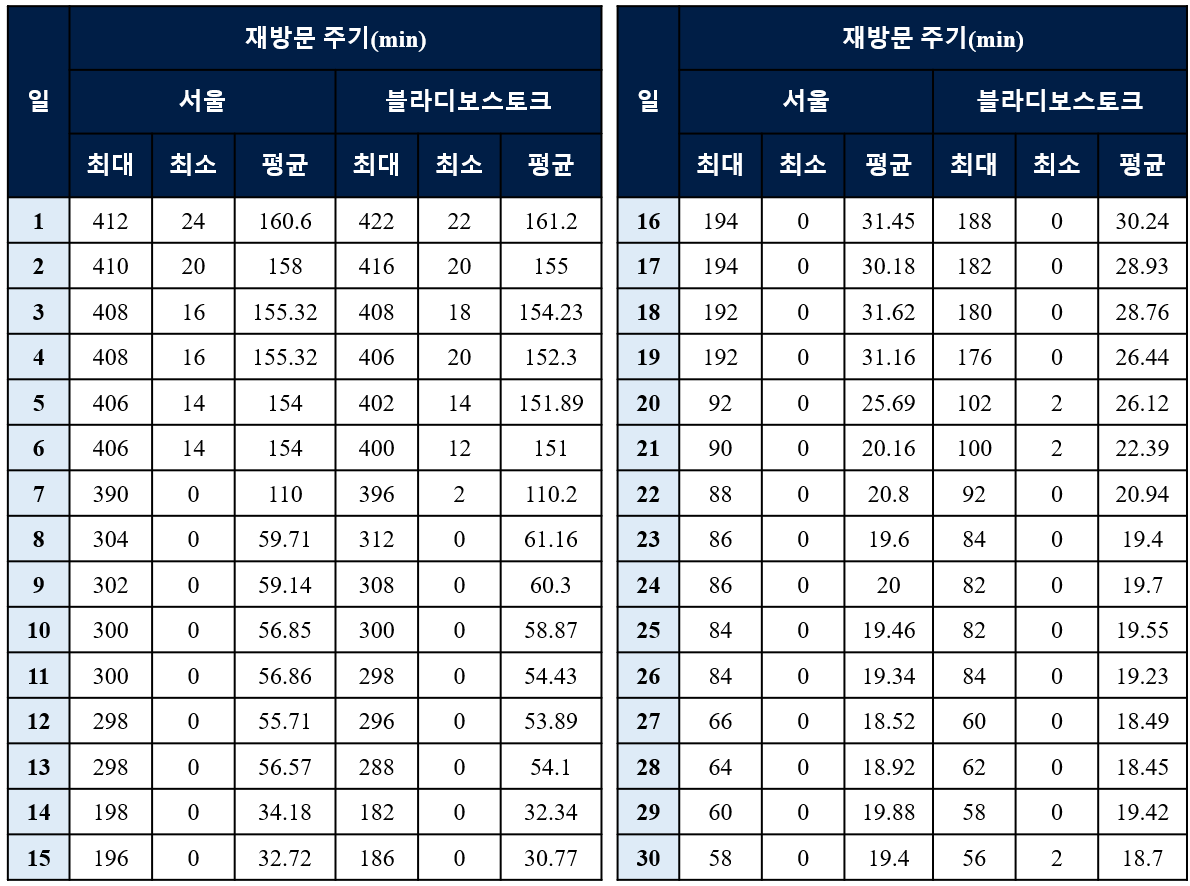 일 재방문 주기(min)
서울 블라디보스토크
최대 최소 평균 최대 최소 평균
1 412 24 160.6 422 22 161.2
2 410 20 158 416 20 155
3 408 16 155.32 408 18 154.23
4 408 16 155.32 406 20 152.3
5 406 14 154 402 14 151.89
6 406 14 154 400 12 151
7 390 0 110 396 2 110.2
8 304 0 59.71 312 0 61.16
9 302 0 59.14 308 0 60.3
10 300 0 56.85 300 0 58.87
11 300 0 56.86 298 0 54.43
12 298 0 55.71 296 0 53.89
13 298 0 56.57 288 0 54.1
14 198 0 34.18 182 0 32.34
15 196 0 32.72 186 0 30.77
일 재방문 주기(min)
서울 블라디보스토크
최대 최소 평균 최대 최소 평균
16 194 0 31.45 188 0 30.24
17 194 0 30.18 182 0 28.93
18 192 0 31.62 180 0 28.76
19 192 0 31.16 176 0 26.44
20 92 0 25.69 102 2 26.12
21 90 0 20.16 100 2 22.39
22 88 0 20.8 92 0 20.94
23 86 0 19.6 84 0 19.4
24 86 0 20 82 0 19.7
25 84 0 19.46 82 0 19.55
26 84 0 19.34 84 0 19.23
27 66 0 18.52 60 0 18.49
28 64 0 18.92 62 0 18.45
29 60 0 19.88 58 0 19.42
30 58 0 19.4 56 2 18.7